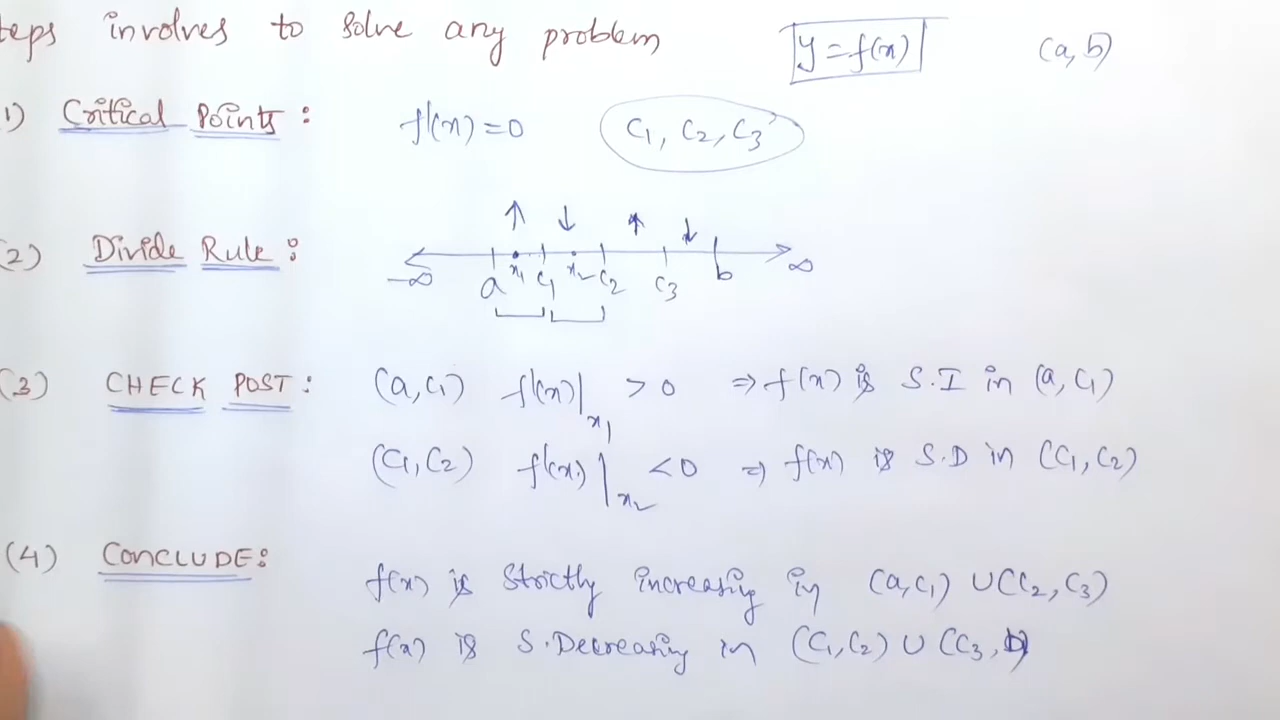 teps involves to solve any problem y = f(x) (a, b)
1) Critical Points : f'(x) = 0 C1, C2, C3
(2) Divide Rule : ↑ ↓ ↑ ↓
-∞ a x1 C1 x2 C2 C3 b ∞
(3) CHECK POST : (a, C1) f'(x)|x1 > 0 ⇒ f(x) is S.I in (a, C1)
(C1, C2) f'(x)|x2 < 0 ⇒ f(x) is S.D in (C1, C2)
(4) CONCLUDE :
f(x) is Strictly increasing in (a, C1) ∪ (C2, C3)
f(x) is S.Decreasing in (C1, C2) ∪ (C3, b)